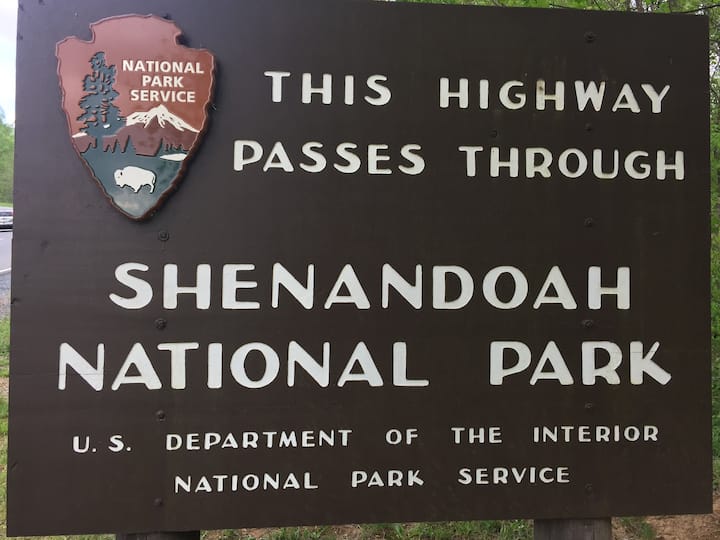 NATIONAL
PARK
SERVICE
THIS HIGHWAY
PASSES THROUGH
SHENANDOAH
NATIONAL PARK
U.S. DEPARTMENT OF THE INTERIOR
NATIONAL PARK SERVICE